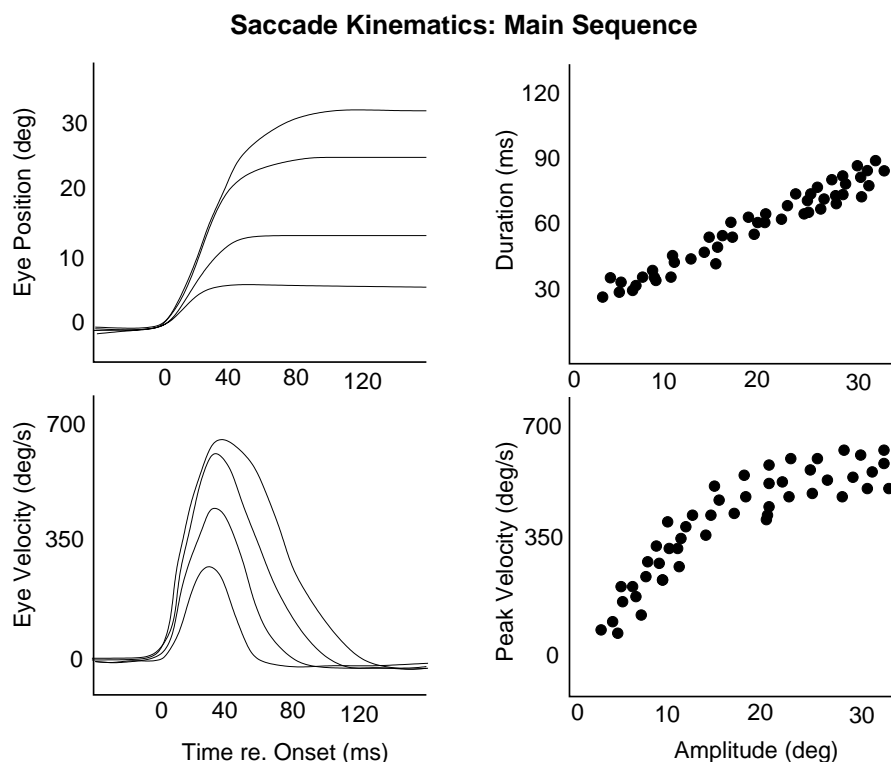 Saccade Kinematics: Main Sequence
Eye Position (deg)
30
20
10
0
0 40 80 120
Duration (ms)
120
90
60
30
0 10 20 30
Eye Velocity (deg/s)
700
350
0
0 40 80 120
Time re. Onset (ms)
Peak Velocity (deg/s)
700
350
0
0 10 20 30
Amplitude (deg)